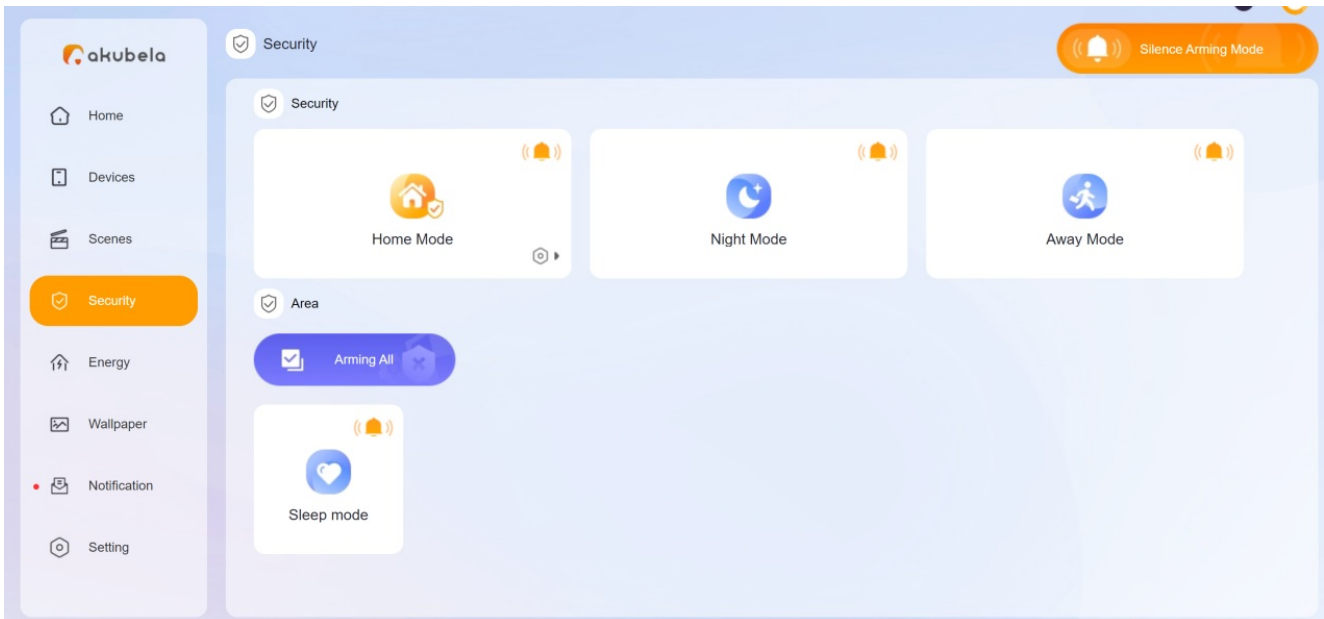 akubela
Home
Devices
Scenes
Security
Energy
Wallpaper
Notification
Setting
Security
Silence Arming Mode
Security
Home Mode
Night Mode
Away Mode
Area
Arming All
Sleep mode